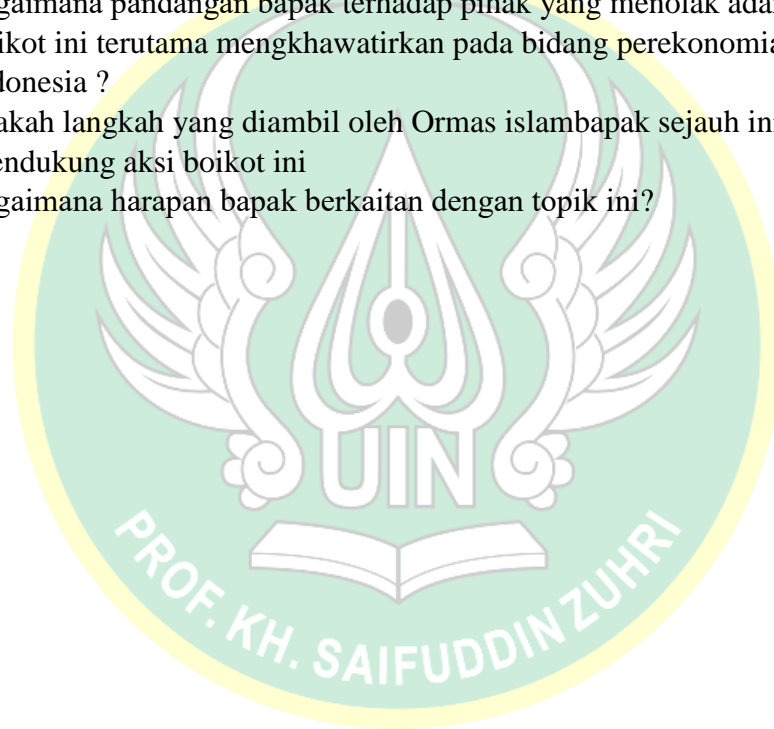 gaimana pandangan bapak terhadap pihak yang menolak adan
ikot ini terutama mengkhawatirkan pada bidang perekonomia
donesia ?
akah langkah yang diambil oleh Ormas islambapak sejauh ini
endukung aksi boikot ini
gaimana harapan bapak berkaitan dengan topik ini?
UIN
PROF. KH. SAIFUDDIN ZUHRI